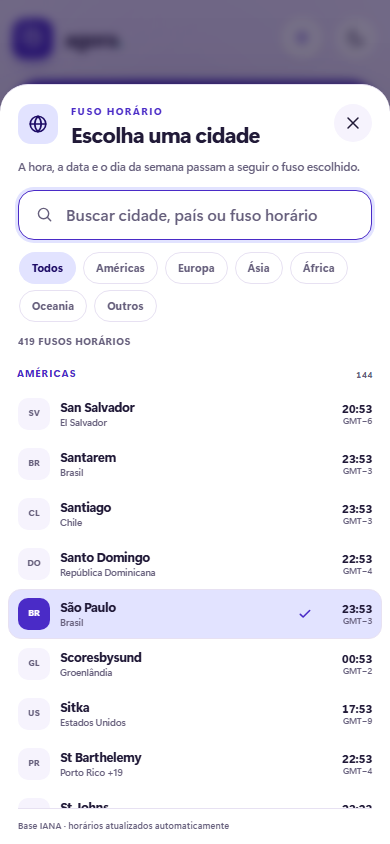 agora
FUSO HORÁRIO
Escolha uma cidade
A hora, a data e o dia da semana passam a seguir o fuso escolhido.
Buscar cidade, país ou fuso horário
Todos
Américas
Europa
Ásia
África
Oceania
Outros
419 FUSOS HORÁRIOS
AMÉRICAS 144
SV San Salvador 20:53
El Salvador GMT−6
BR Santarem 23:53
Brasil GMT−3
CL Santiago 23:53
Chile GMT−3
DO Santo Domingo 22:53
República Dominicana GMT−4
BR São Paulo 23:53
Brasil GMT−3
GL Scoresbysund 00:53
Groenlândia GMT−2
US Sitka 17:53
Estados Unidos GMT−9
PR St Barthelemy 22:53
Porto Rico +19 GMT−4
St Johns
Base IANA · horários atualizados automaticamente